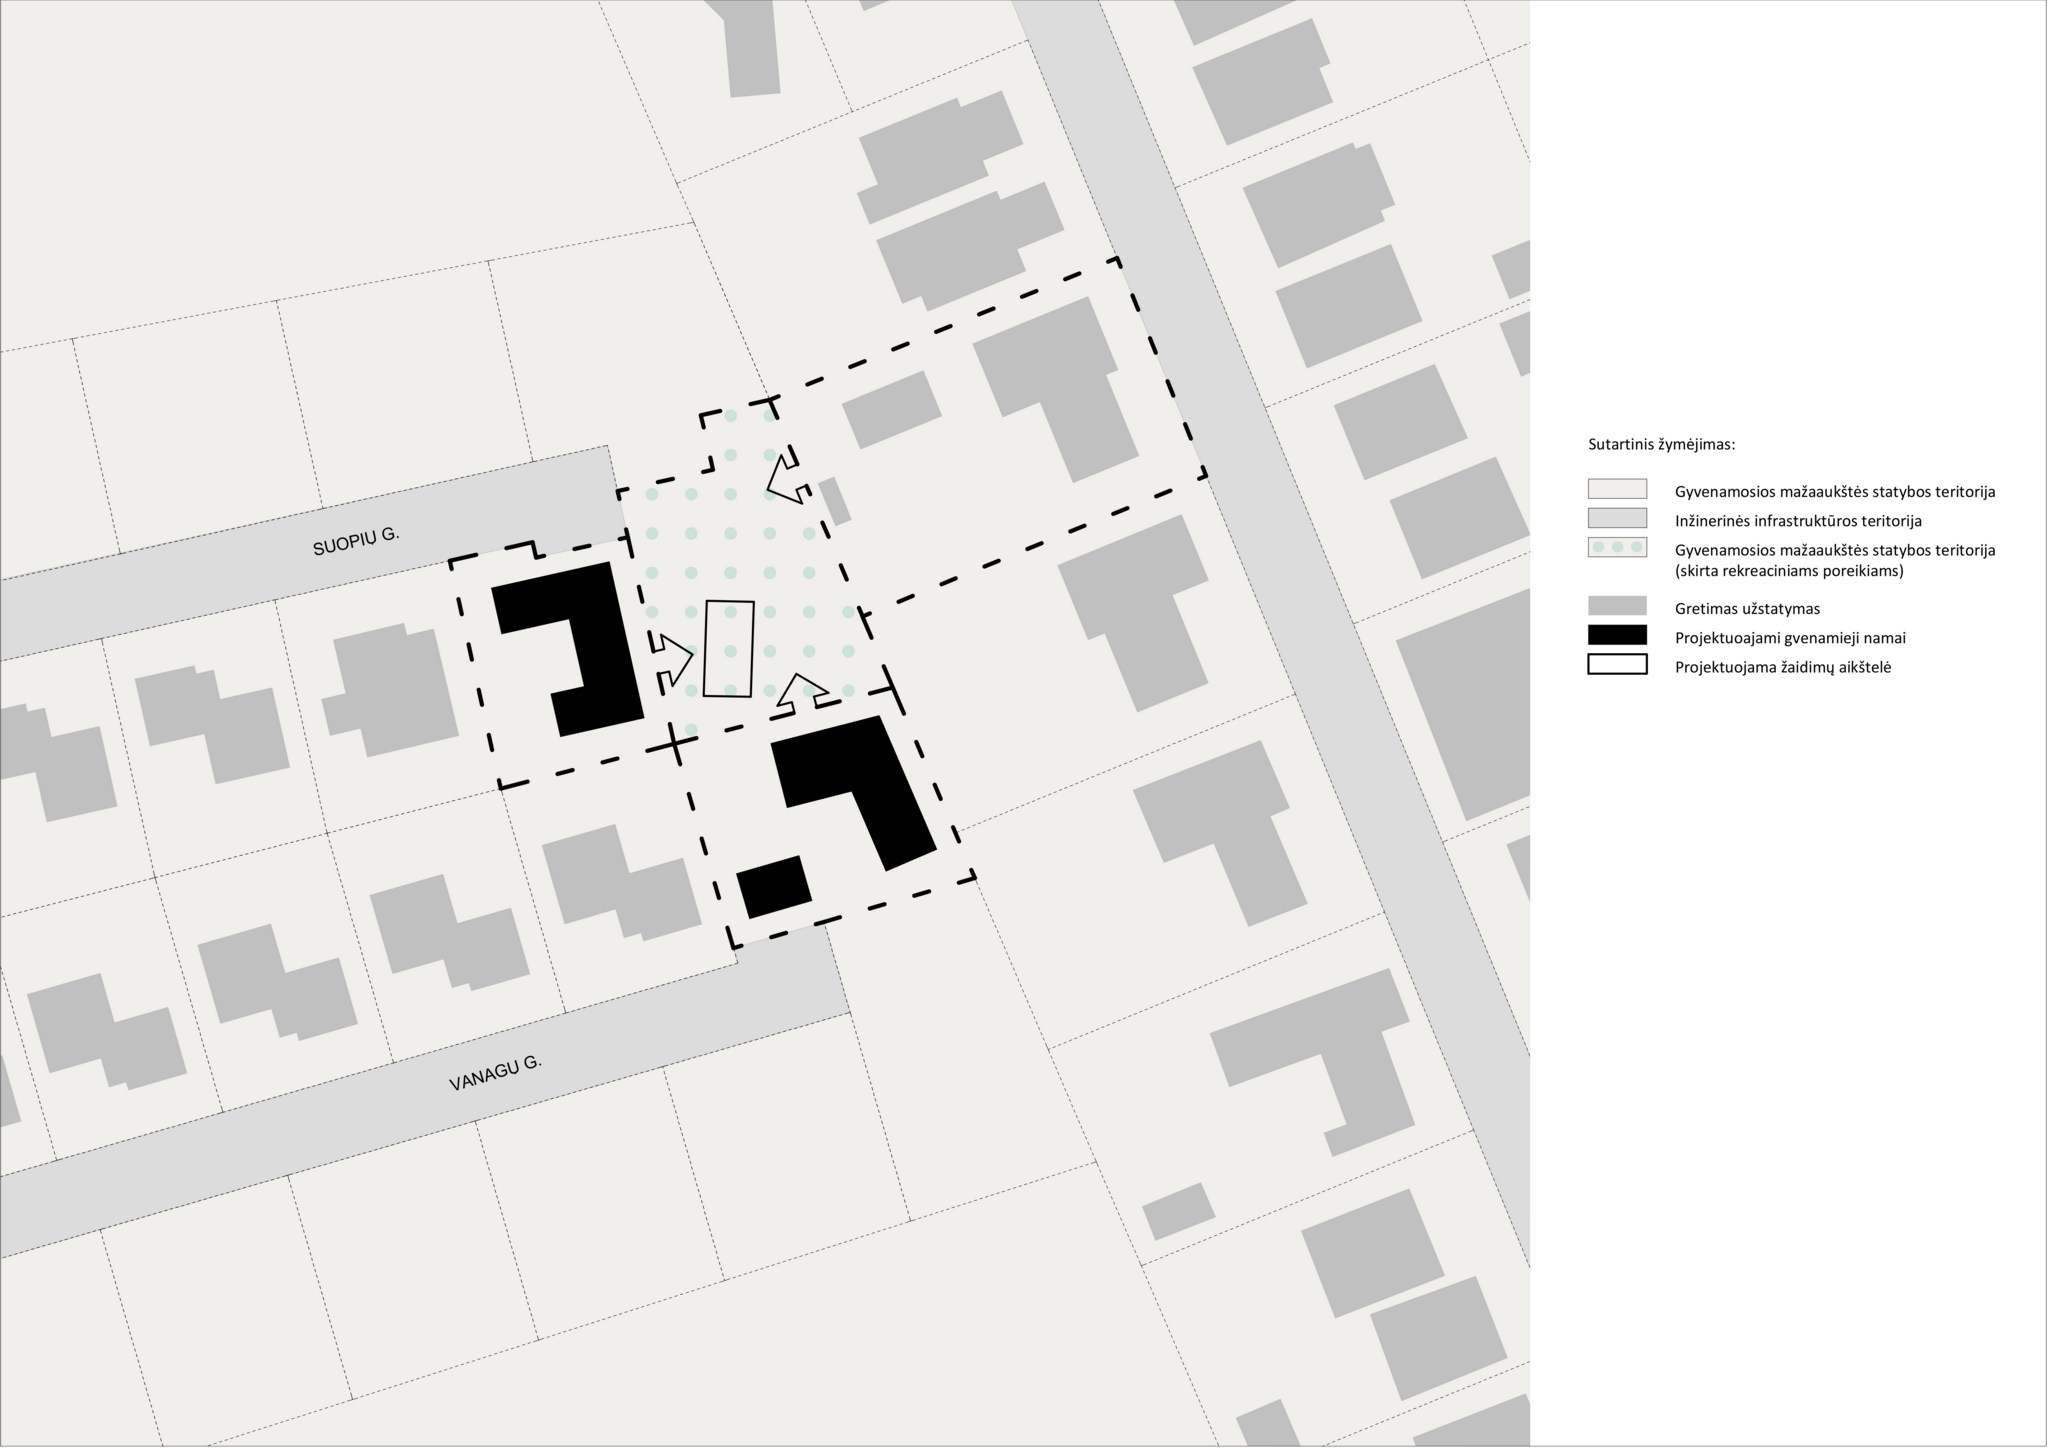 SUOPIŲ G.
VANAGŲ G.
Sutartinis žymėjimas:
Gyvenamosios mažaaukštės statybos teritorija
Inžinerinės infrastruktūros teritorija
Gyvenamosios mažaaukštės statybos teritorija
(skirta rekreaciniams poreikiams)
Gretimas užstatymas
Projektuoajami gvenamieji namai
Projektuojama žaidimų aikštelė